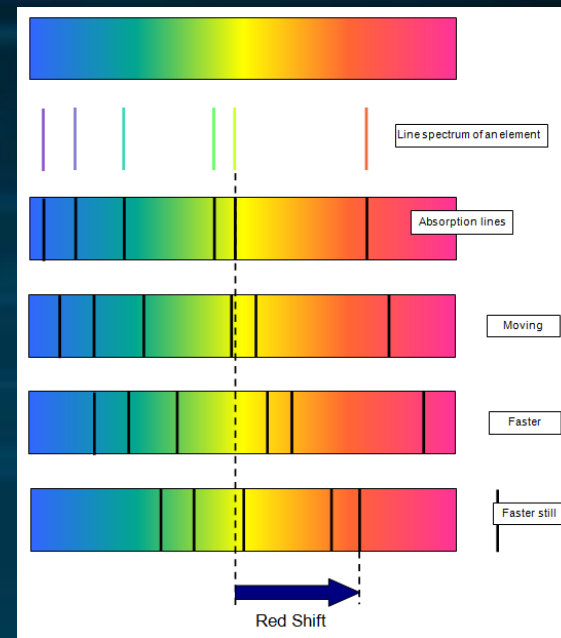 Line spectrum of an element
Absorption lines
Moving
Faster
Faster still
Red Shift